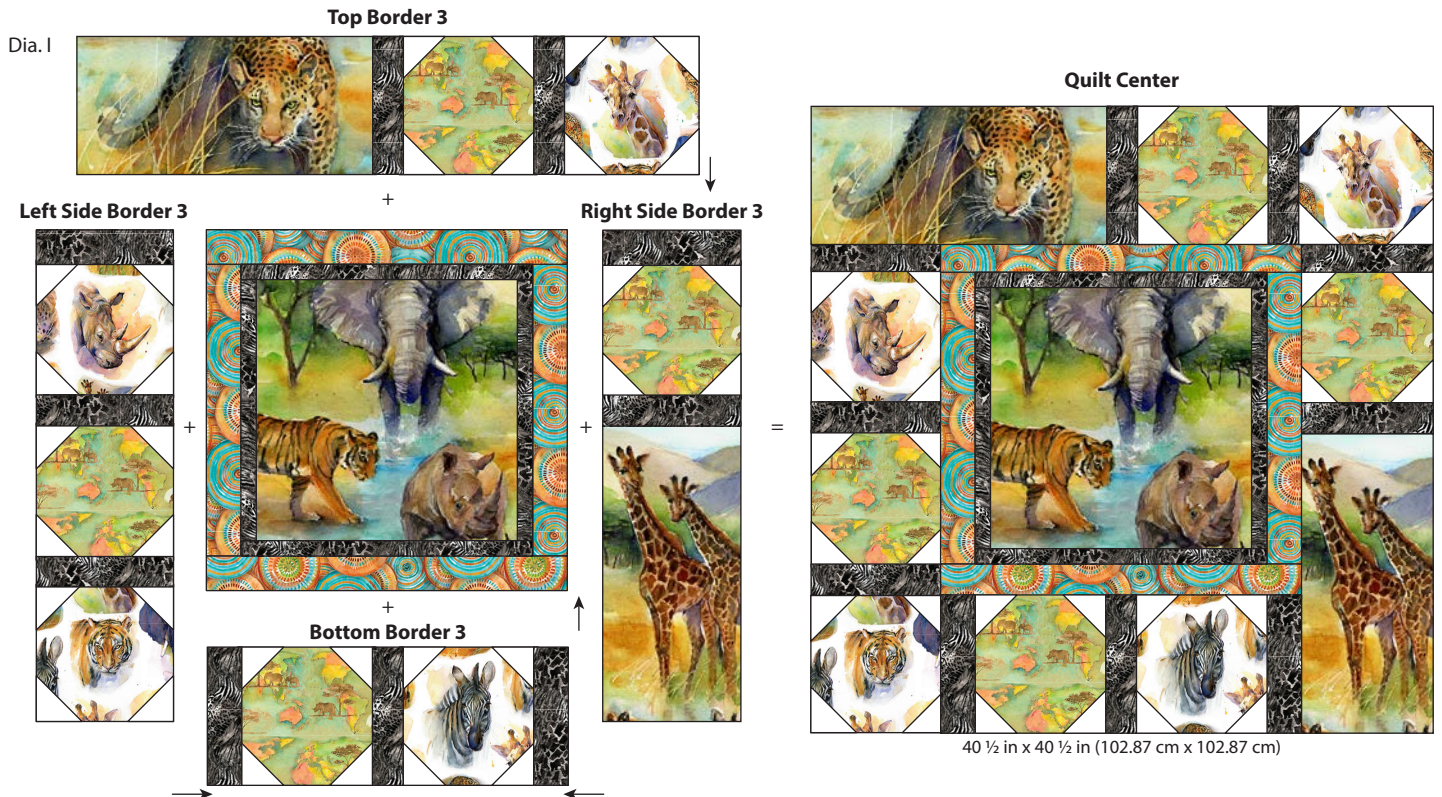 Top Border 3
Dia. I
Quilt Center
+
Left Side Border 3
Right Side Border 3
+
+
=
+
Bottom Border 3
40 ½ in x 40 ½ in (102.87 cm x 102.87 cm)